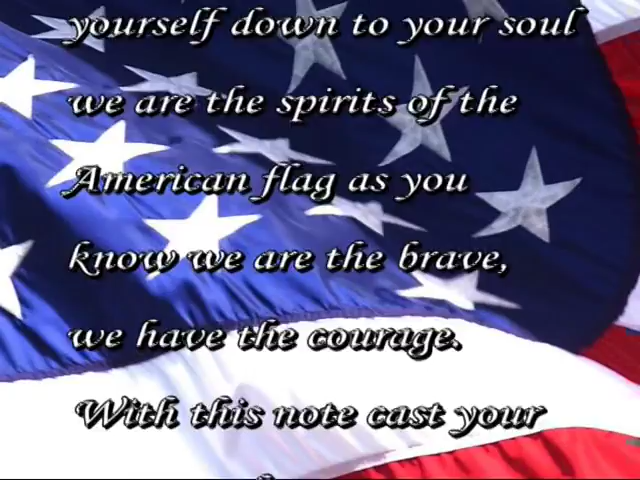 yourself down to your soul
we are the spirits of the
American flag as you
know we are the brave,
we have the courage.
With this note cast your